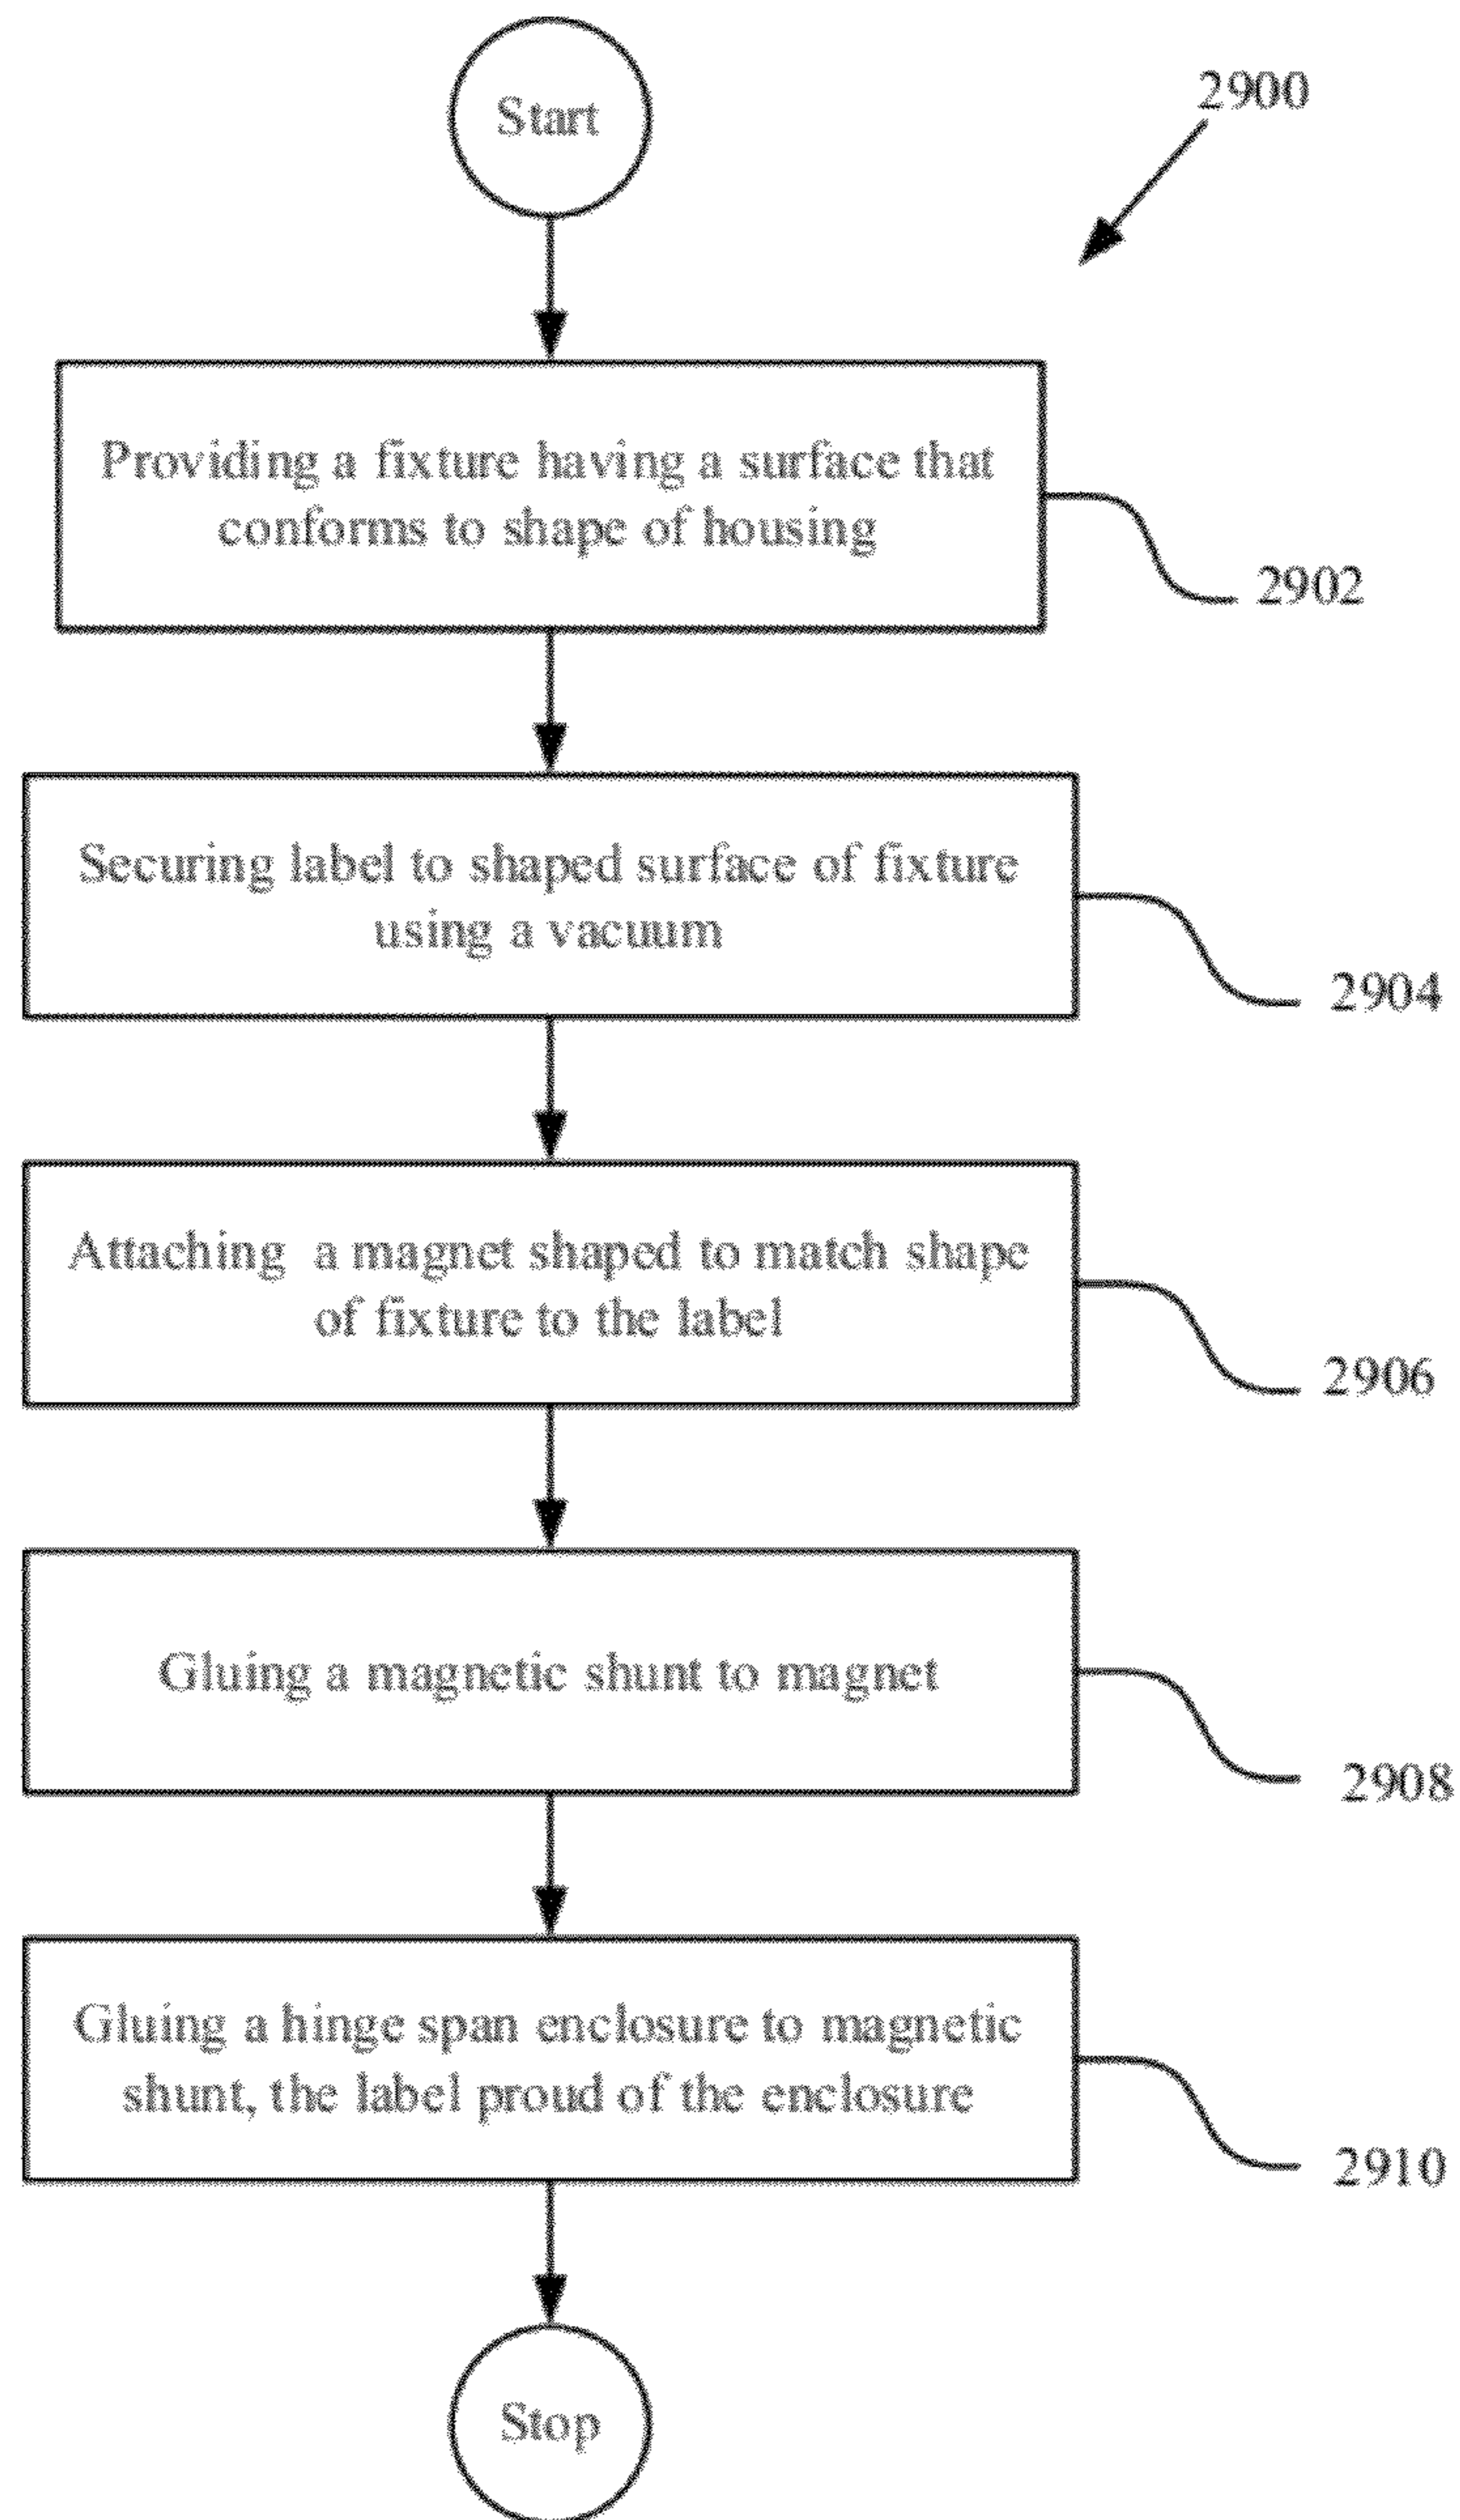 Start
2900
Providing a fixture having a surface that
conforms to shape of housing
2902
Securing label to shaped surface of fixture
using a vacuum
2904
Attaching a magnet shaped to match shape
of fixture to the label
2906
Gluing a magnetic shunt to magnet
2908
Gluing a hinge span enclosure to magnetic
shunt, the label proud of the enclosure
2910
Stop